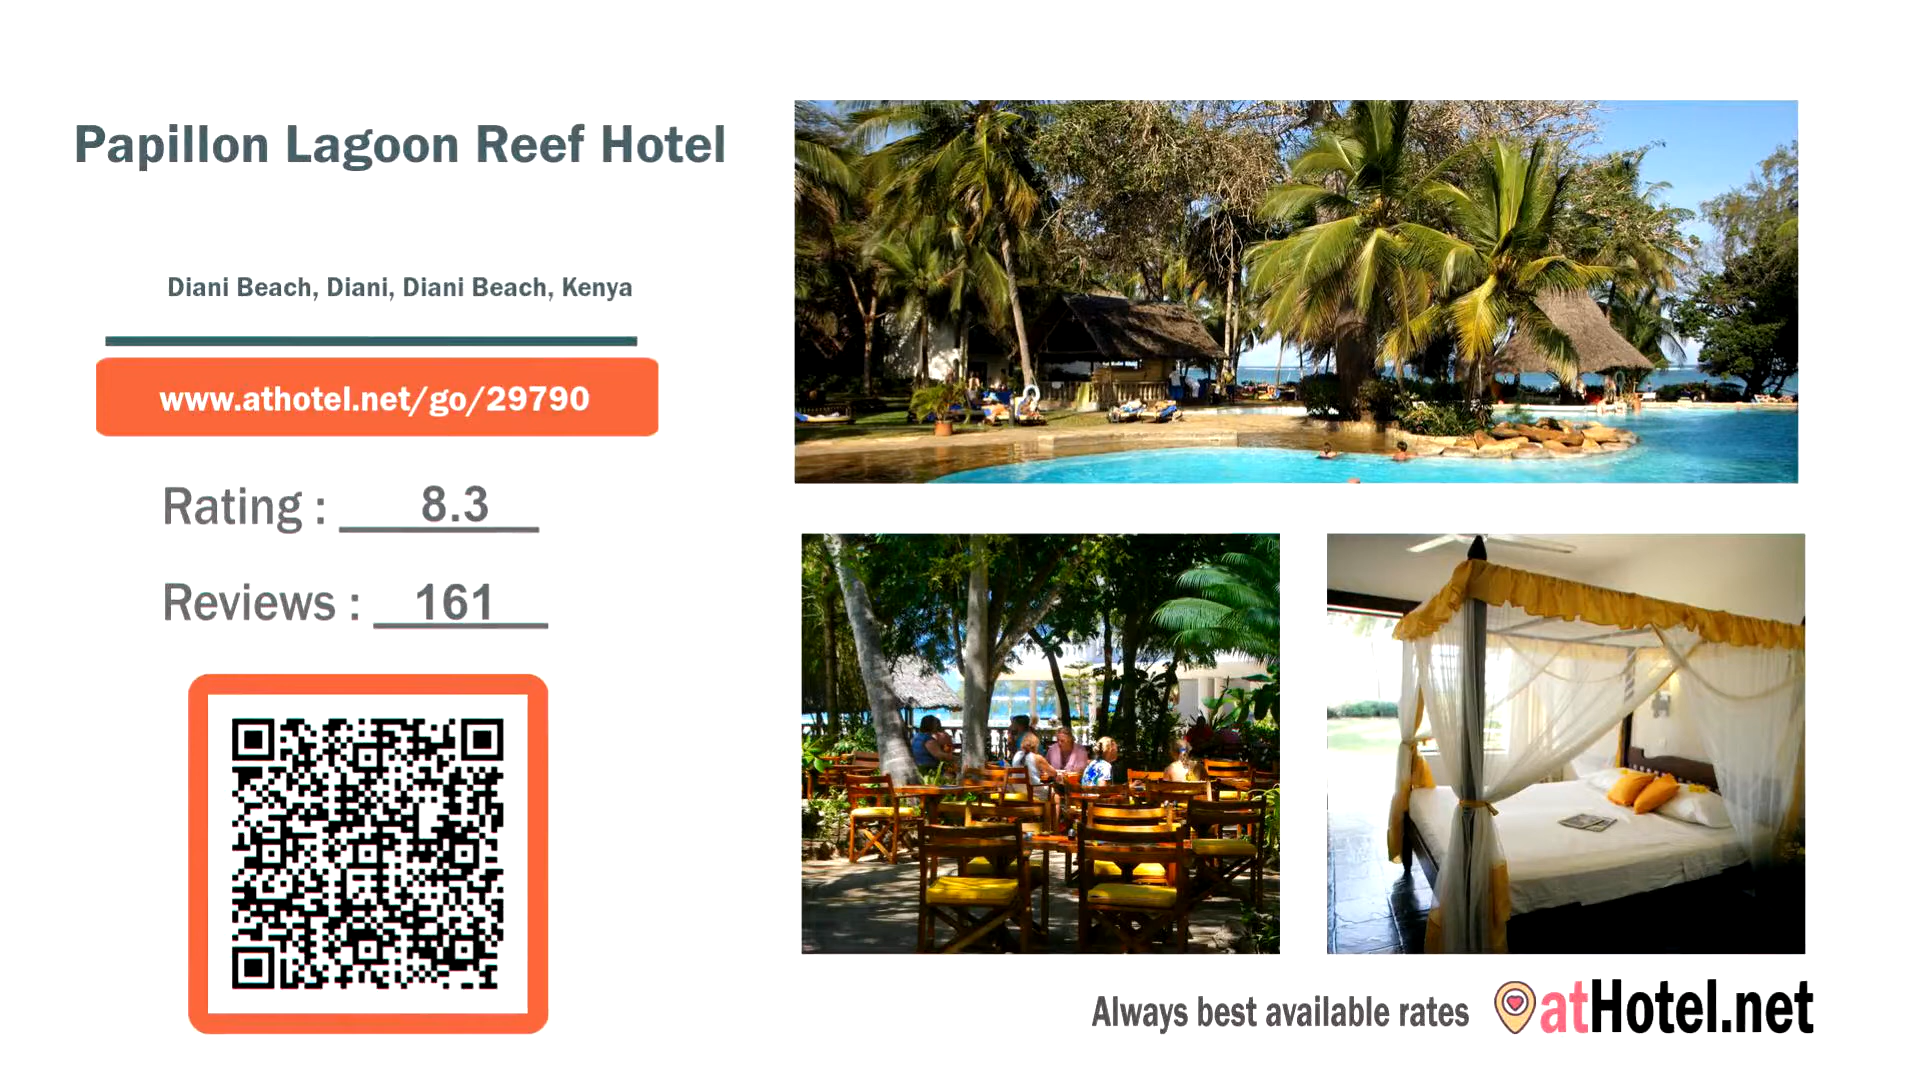 Papillon Lagoon Reef Hotel
Diani Beach, Diani, Diani Beach, Kenya
www.athotel.net/go/29790
Rating : 8.3
Reviews : 161
Always best available rates
atHotel.net